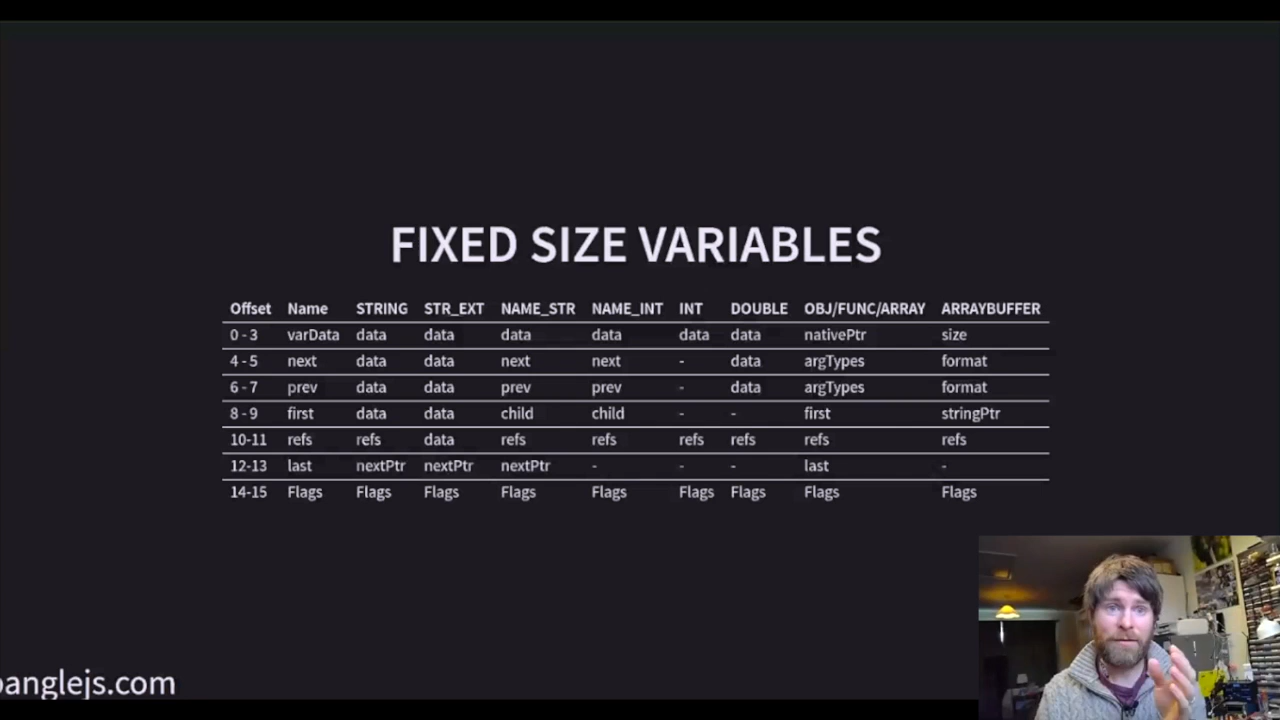 FIXED SIZE VARIABLES
Offset Name STRING STR_EXT NAME_STR NAME_INT INT DOUBLE OBJ/FUNC/ARRAY ARRAYBUFFER
0 - 3 varData data data data data data data nativePtr size
4 - 5 next data data next next - data argTypes format
6 - 7 prev data data prev prev - data argTypes format
8 - 9 first data data child child - - first stringPtr
10-11 refs refs data refs refs refs refs refs refs
12-13 last nextPtr nextPtr nextPtr - - - last -
14-15 Flags Flags Flags Flags Flags Flags Flags Flags Flags
anglejs.com